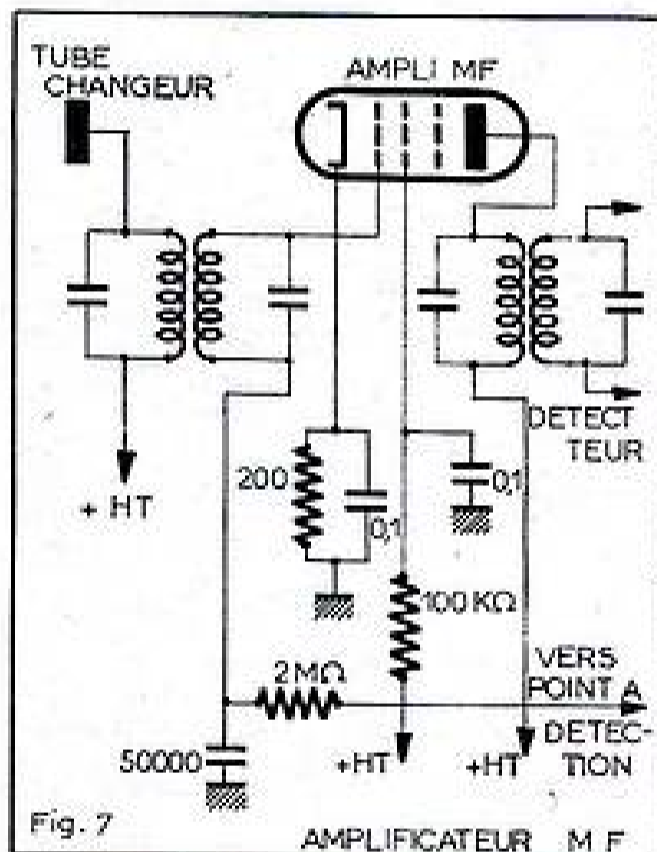 TUBE
CHANGEUR
AMPLI MF
+ HT
DETECT
TEUR
200
0,1
0,1
100 KΩ
2 MΩ
VERS
POINT A
DETEC-
TION
50000
+HT
+HT
Fig. 7
AMPLIFICATEUR M F